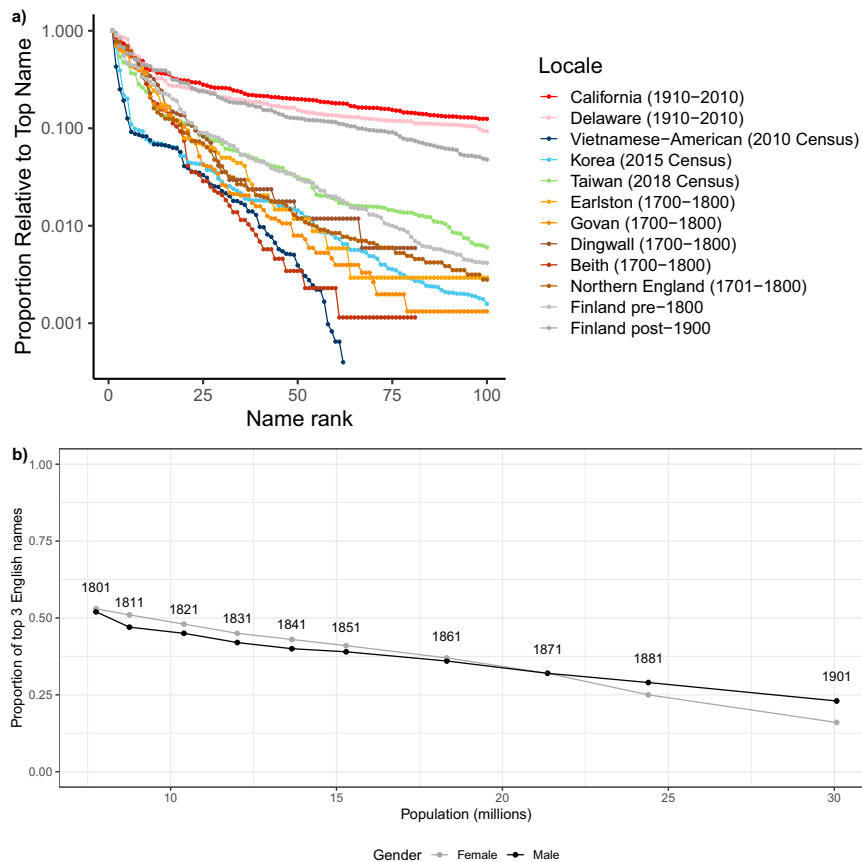 a)
1.000
0.100
0.010
0.001
Proportion Relative to Top Name
0
25
50
75
100
Name rank
Locale
California (1910−2010)
Delaware (1910−2010)
Vietnamese−American (2010 Census)
Korea (2015 Census)
Taiwan (2018 Census)
Earlston (1700−1800)
Govan (1700−1800)
Dingwall (1700−1800)
Beith (1700−1800)
Northern England (1701−1800)
Finland pre−1800
Finland post−1900
b)
1.00
0.75
0.50
0.25
0.00
Proportion of top 3 English names
1801
1811
1821
1831
1841
1851
1861
1871
1881
1901
10
15
20
25
30
Population (millions)
Gender
Female
Male